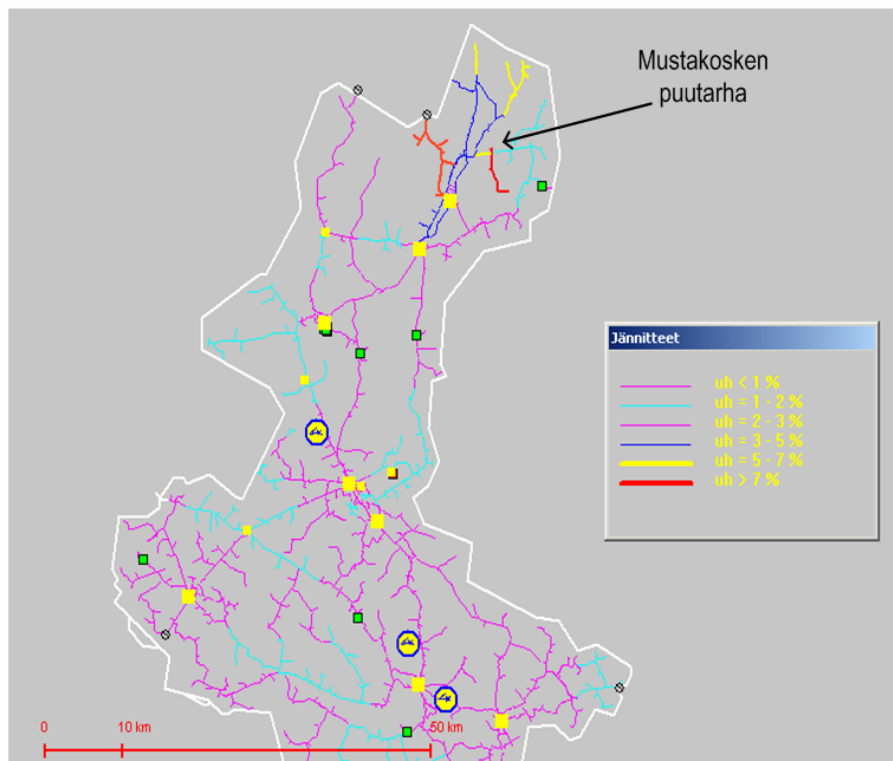 Mustakosken
puutarha
Jännitteet
uh < 1 %
uh = 1 - 2 %
uh = 2 - 3 %
uh = 3 - 5 %
uh = 5 - 7 %
uh > 7 %
0 10 km 50 km